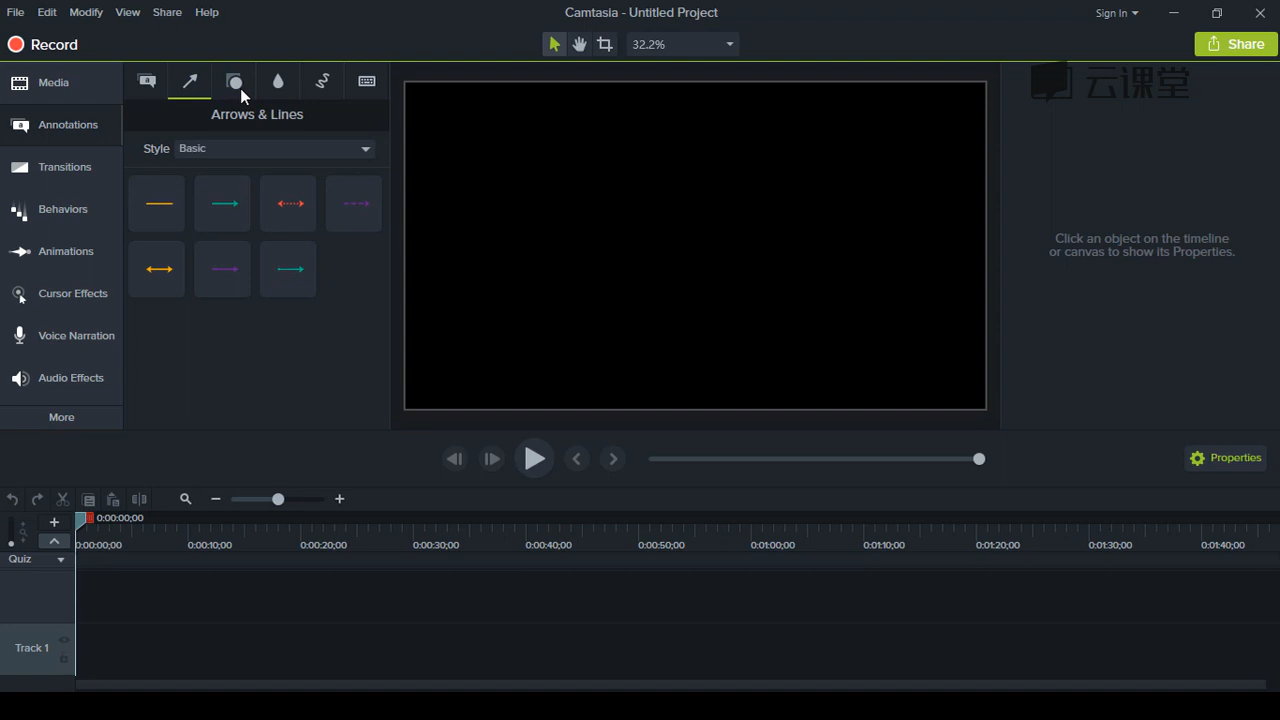 File Edit Modify View Share Help
Camtasia - Untitled Project
Sign In
Record
32.2%
Share
云课堂
Media
Annotations
Transitions
Behaviors
Animations
Cursor Effects
Voice Narration
Audio Effects
More
a
Arrows & Lines
Style Basic
Click an object on the timeline
or canvas to show its Properties.
Properties
0:00:00;00
0:00:00;00 0:00:10;00 0:00:20;00 0:00:30;00 0:00:40;00 0:00:50;00 0:01:00;00 0:01:10;00 0:01:20;00 0:01:30;00 0:01:40;00
Quiz
Track 1